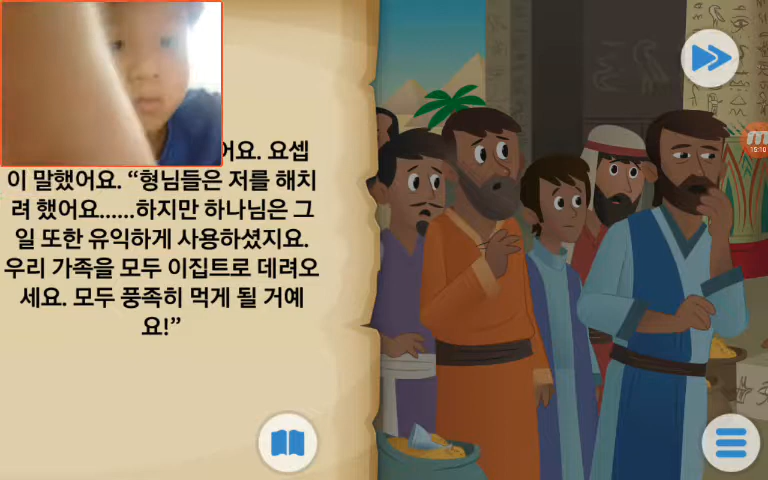 어요. 요셉
이 말했어요. “형님들은 저를 해치
려 했어요......하지만 하나님은 그
일 또한 유익하게 사용하셨지요.
우리 가족을 모두 이집트로 데려오
세요. 모두 풍족히 먹게 될 거예
요!”
M
15:10